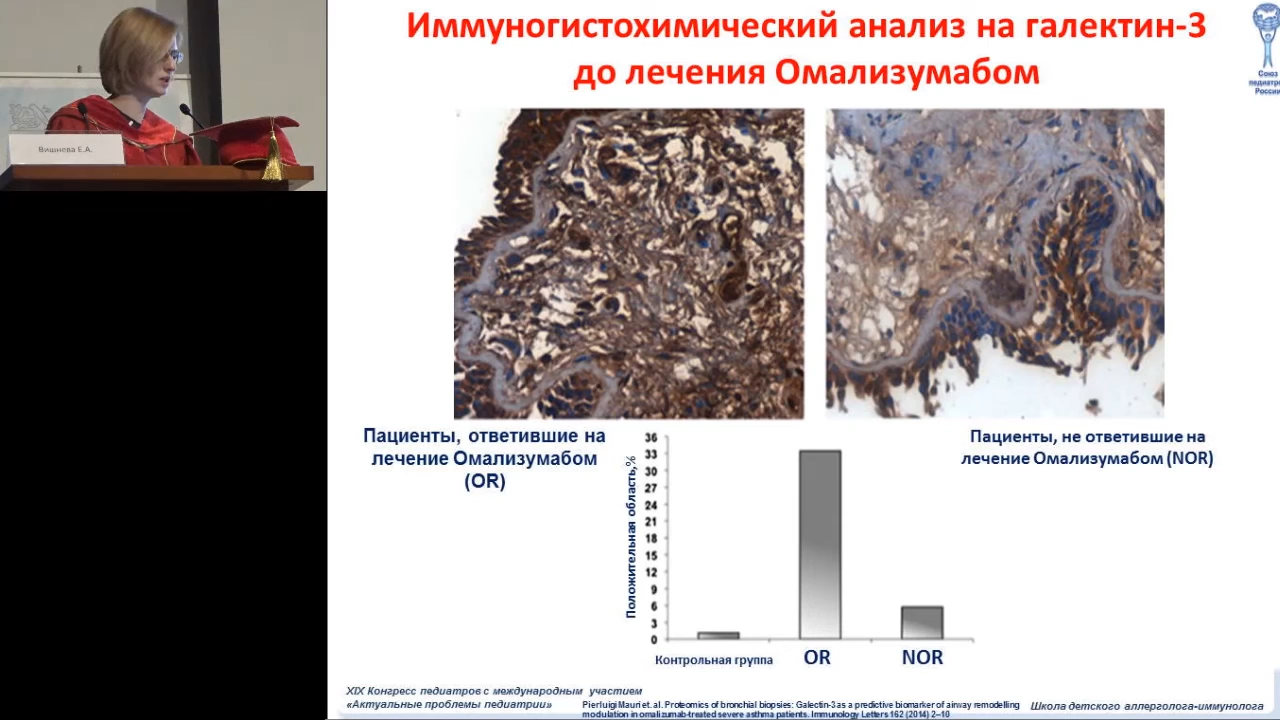 Иммуногистохимический анализ на галектин-3
до лечения Омализумабом
Союз
педиатров
России
Вишнева Е.А.
Пациенты, ответившие на
лечение Омализумабом
(OR)
Пациенты, не ответившие на
лечение Омализумабом (NOR)
Положительная область,%
36
33
30
27
24
21
18
15
12
9
6
3
0
Контрольная группа
OR
NOR
XIX Конгресс педиатров с международным участием
«Актуальные проблемы педиатрии»
Pierluigi Mauri et. al. Proteomics of bronchial biopsies: Galectin-3 as a predictive biomarker of airway remodelling
modulation in omalizumab-treated severe asthma patients. Immunology Letters 162 (2014) 2–10
Школа детского аллерголога-иммунолога